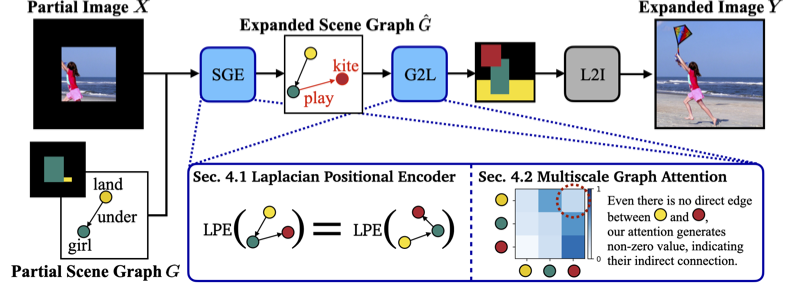 Partial Image X
Expanded Scene Graph Ĝ
Expanded Image Y
SGE
kite
play
G2L
L2I
land
under
girl
Partial Scene Graph G
Sec. 4.1 Laplacian Positional Encoder
LPE( ) = LPE( )
Sec. 4.2 Multiscale Graph Attention
1
0
Even there is no direct edge
between and ,
our attention generates
non-zero value, indicating
their indirect connection.